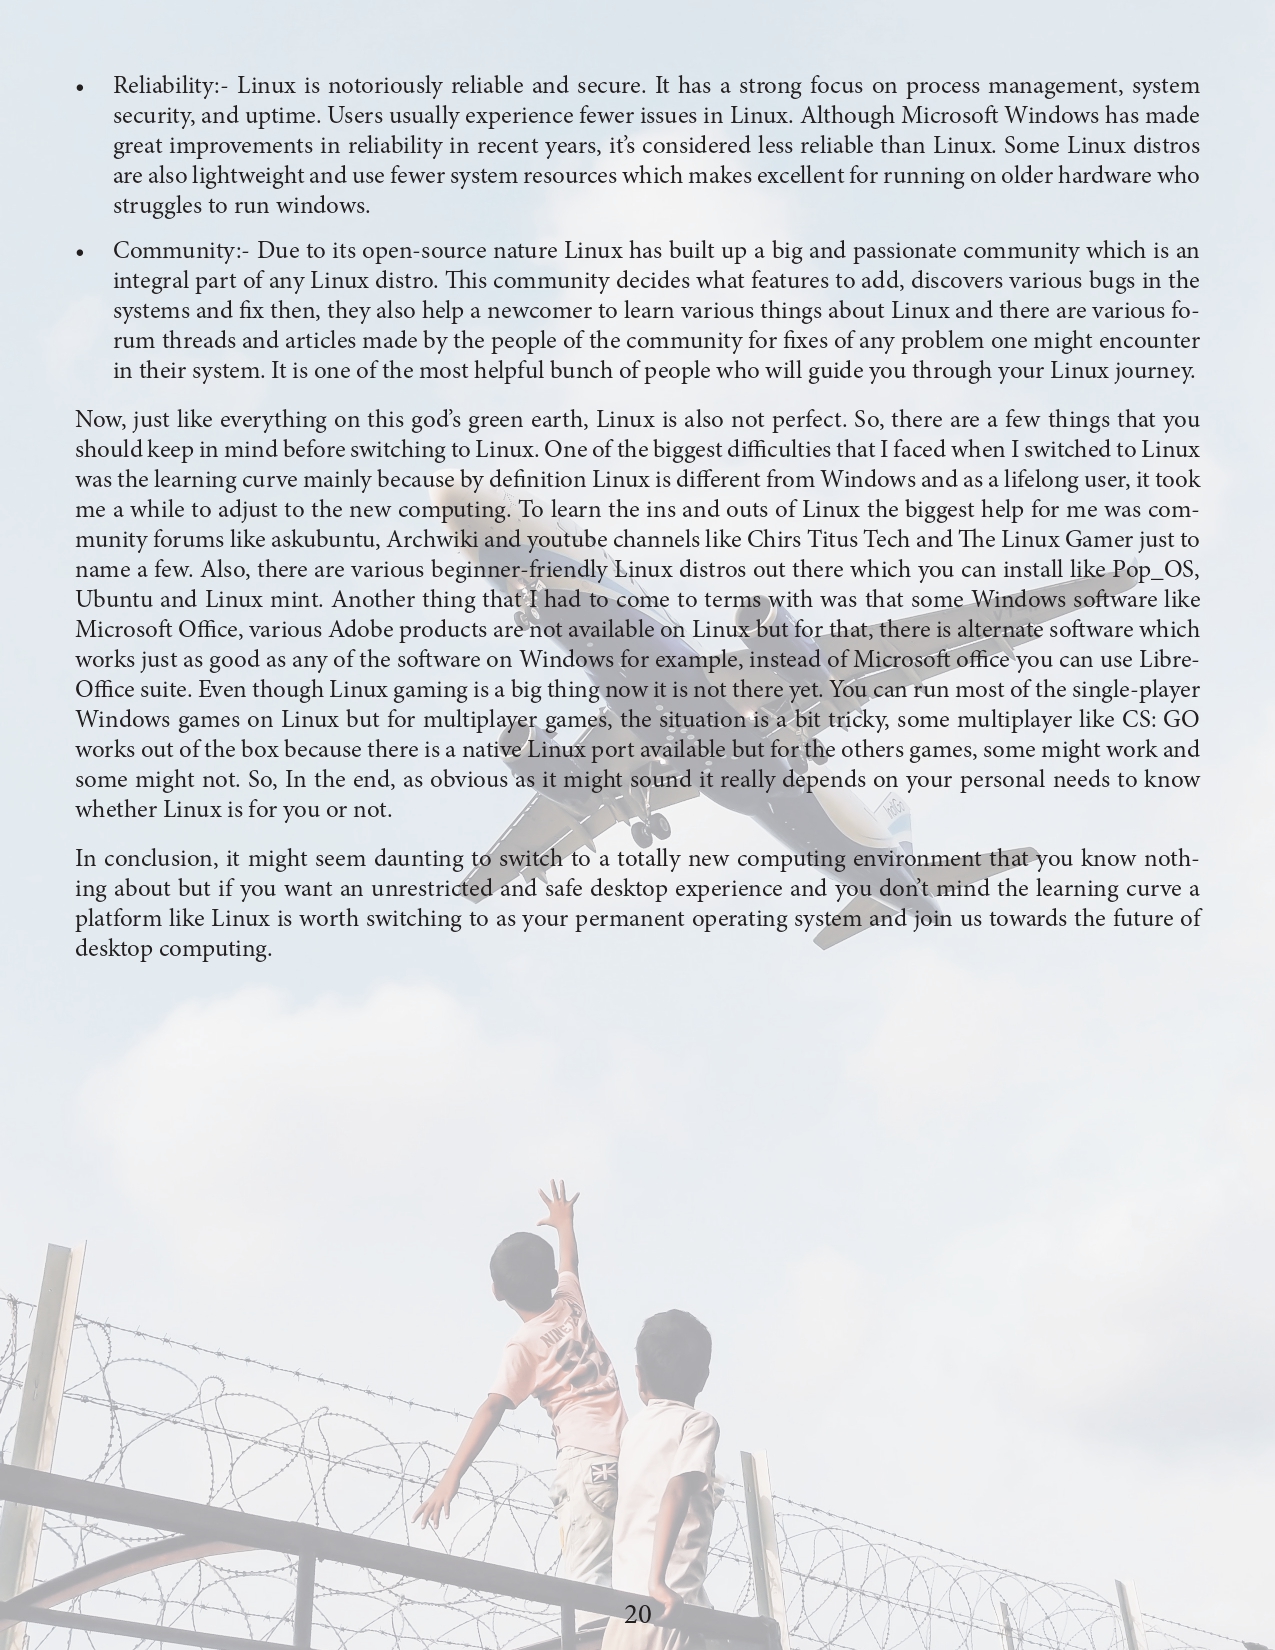 • Reliability:- Linux is notoriously reliable and secure. It has a strong focus on process management, system
security, and uptime. Users usually experience fewer issues in Linux. Although Microsoft Windows has made
great improvements in reliability in recent years, it’s considered less reliable than Linux. Some Linux distros
are also lightweight and use fewer system resources which makes excellent for running on older hardware who
struggles to run windows.
• Community:- Due to its open-source nature Linux has built up a big and passionate community which is an
integral part of any Linux distro. This community decides what features to add, discovers various bugs in the
systems and fix then, they also help a newcomer to learn various things about Linux and there are various fo-
rum threads and articles made by the people of the community for fixes of any problem one might encounter
in their system. It is one of the most helpful bunch of people who will guide you through your Linux journey.
Now, just like everything on this god’s green earth, Linux is also not perfect. So, there are a few things that you
should keep in mind before switching to Linux. One of the biggest difficulties that I faced when I switched to Linux
was the learning curve mainly because by definition Linux is different from Windows and as a lifelong user, it took
me a while to adjust to the new computing. To learn the ins and outs of Linux the biggest help for me was com-
munity forums like askubuntu, Archwiki and youtube channels like Chirs Titus Tech and The Linux Gamer just to
name a few. Also, there are various beginner-friendly Linux distros out there which you can install like Pop_OS,
Ubuntu and Linux mint. Another thing that I had to come to terms with was that some Windows software like
Microsoft Office, various Adobe products are not available on Linux but for that, there is alternate software which
works just as good as any of the software on Windows for example, instead of Microsoft office you can use Libre-
Office suite. Even though Linux gaming is a big thing now it is not there yet. You can run most of the single-player
Windows games on Linux but for multiplayer games, the situation is a bit tricky, some multiplayer like CS: GO
works out of the box because there is a native Linux port available but for the others games, some might work and
some might not. So, In the end, as obvious as it might sound it really depends on your personal needs to know
whether Linux is for you or not.
In conclusion, it might seem daunting to switch to a totally new computing environment that you know noth-
ing about but if you want an unrestricted and safe desktop experience and you don’t mind the learning curve a
platform like Linux is worth switching to as your permanent operating system and join us towards the future of
desktop computing.
20